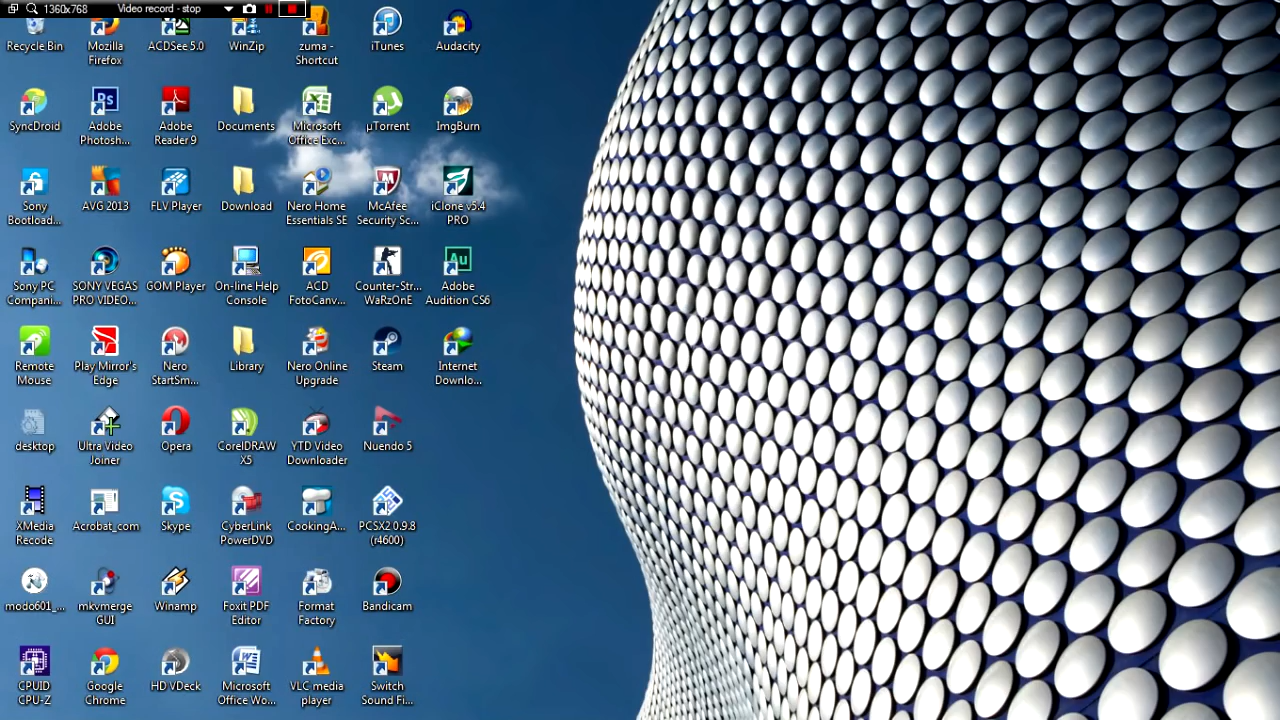 1360x768 Video record - stop
Recycle Bin
Mozilla
Firefox
ACDSee 5.0
WinZip
zuma -
Shortcut
iTunes
Audacity
SyncDroid
Adobe
Photosh...
Adobe
Reader 9
Documents
Microsoft
Office Exc...
µTorrent
ImgBurn
Sony
Bootload...
AVG 2013
FLV Player
Download
Nero Home
Essentials SE
McAfee
Security Sc...
iClone v5.4
PRO
Sony PC
Compani...
SONY VEGAS
PRO VIDEO...
GOM Player
On-line Help
Console
ACD
FotoCanv...
Counter-Str...
WaRzOnE
Au
Adobe
Audition CS6
Remote
Mouse
Play Mirror's
Edge
Nero
StartSm...
Library
Nero Online
Upgrade
Steam
Internet
Downlo...
desktop
Ultra Video
Joiner
Opera
CorelDRAW
X5
YTD Video
Downloader
Nuendo 5
XMedia
Recode
Acrobat_com
Skype
CyberLink
PowerDVD
CookingA...
PCSX2 0.9.8
(r4600)
modo601_...
mkvmerge
GUI
Winamp
Foxit PDF
Editor
Format
Factory
Bandicam
CPUID
CPU-Z
Google
Chrome
HD VDeck
Microsoft
Office Wo...
VLC media
player
Switch
Sound Fi...